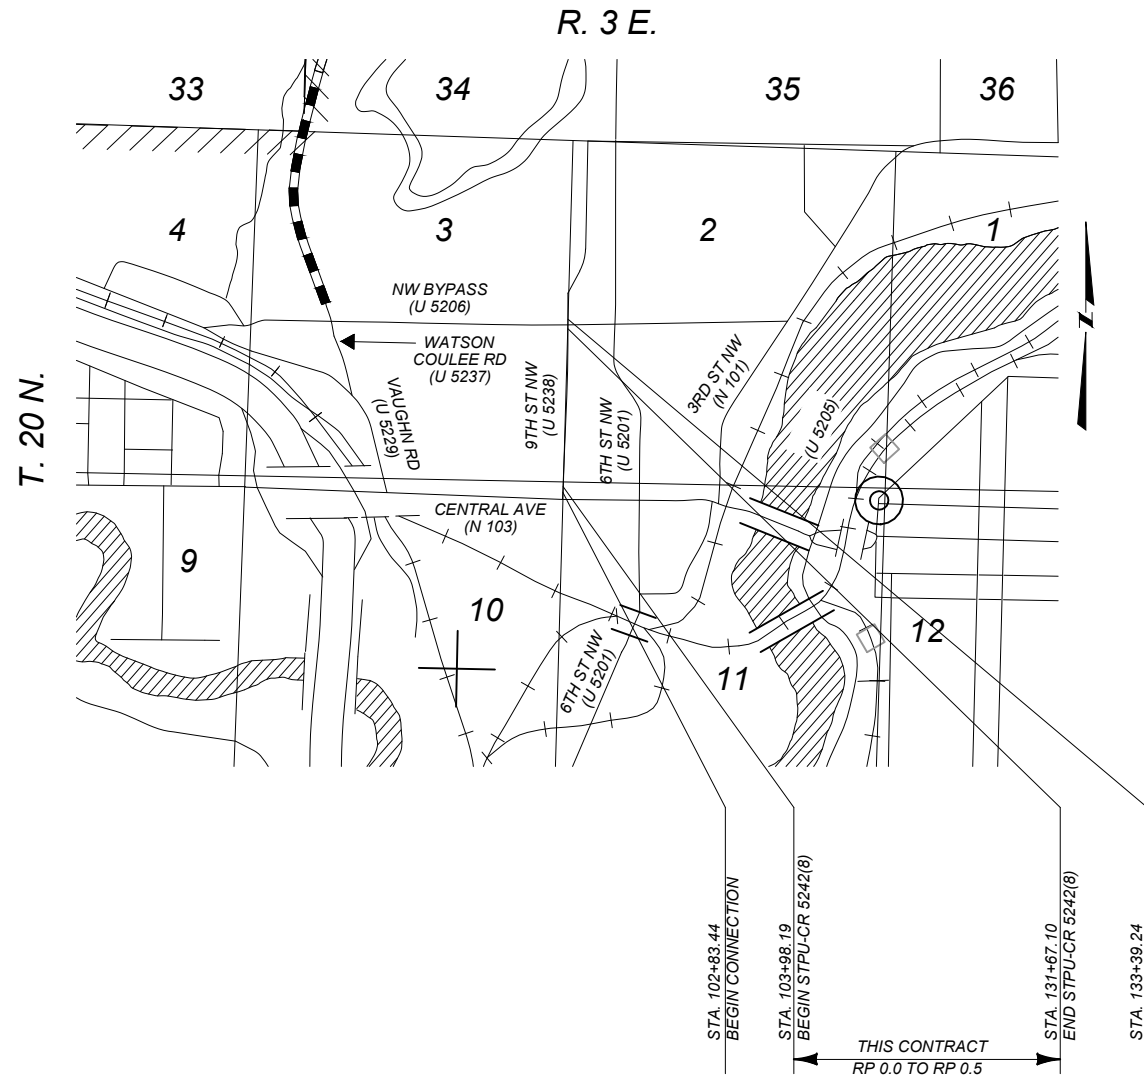 R. 3 E.
33
34
35
36
4
3
2
1
NW BYPASS
(U 5206)
WATSON
COULEE RD
(U 5237)
T. 20 N.
VAUGHN RD
(U 5229)
9TH ST NW
(U 5238)
6TH ST NW
(U 5201)
3RD ST NW
(N 101)
(U 5205)
Z
CENTRAL AVE
(N 103)
9
10
11
12
6TH ST NW
(U 5201)
STA. 102+83.44
BEGIN CONNECTION
STA. 103+98.19
BEGIN STPU-CR 5242(8)
STA. 131+67.10
END STPU-CR 5242(8)
STA. 133+39.24
THIS CONTRACT
RP 0.0 TO RP 0.5